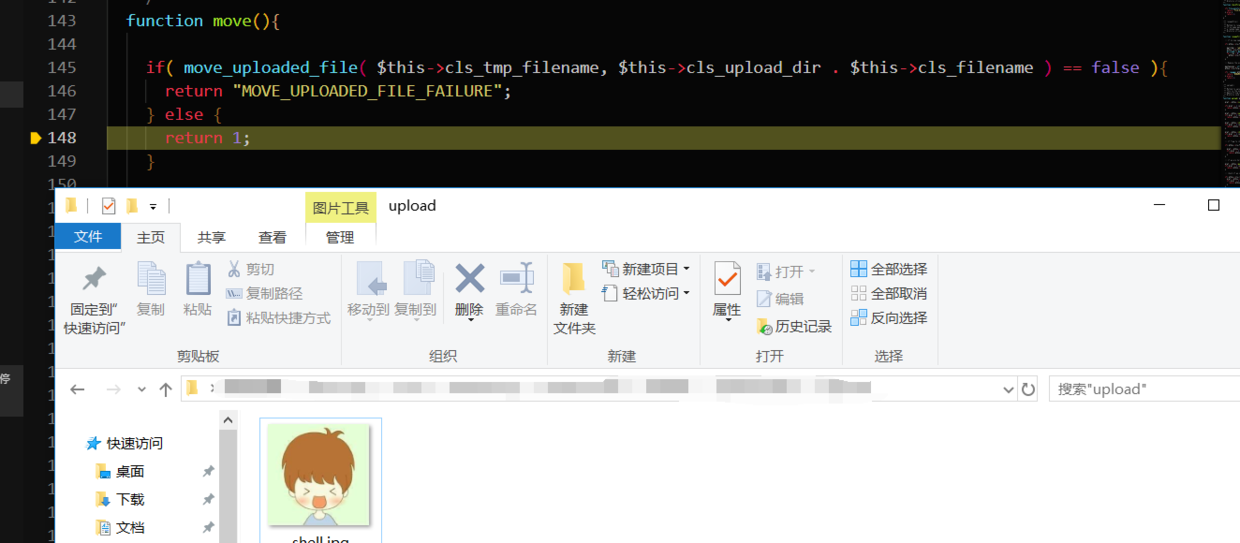 143 function move(){
144
145 if( move_uploaded_file( $this->cls_tmp_filename, $this->cls_upload_dir . $this->cls_filename ) == false ){
146 return "MOVE_UPLOADED_FILE_FAILURE";
147 } else {
148 return 1;
149 }
150
图片工具 upload
文件 主页 共享 查看 管理
固定到"快速访问"
复制
粘贴
剪切
复制路径
粘贴快捷方式
剪贴板
移动到
复制到
删除
重命名
组织
新建文件夹
新建项目
轻松访问
新建
属性
打开
编辑
历史记录
打开
全部选择
全部取消
反向选择
选择
搜索"upload"
停
快速访问
桌面
下载
文档
shell.jpg